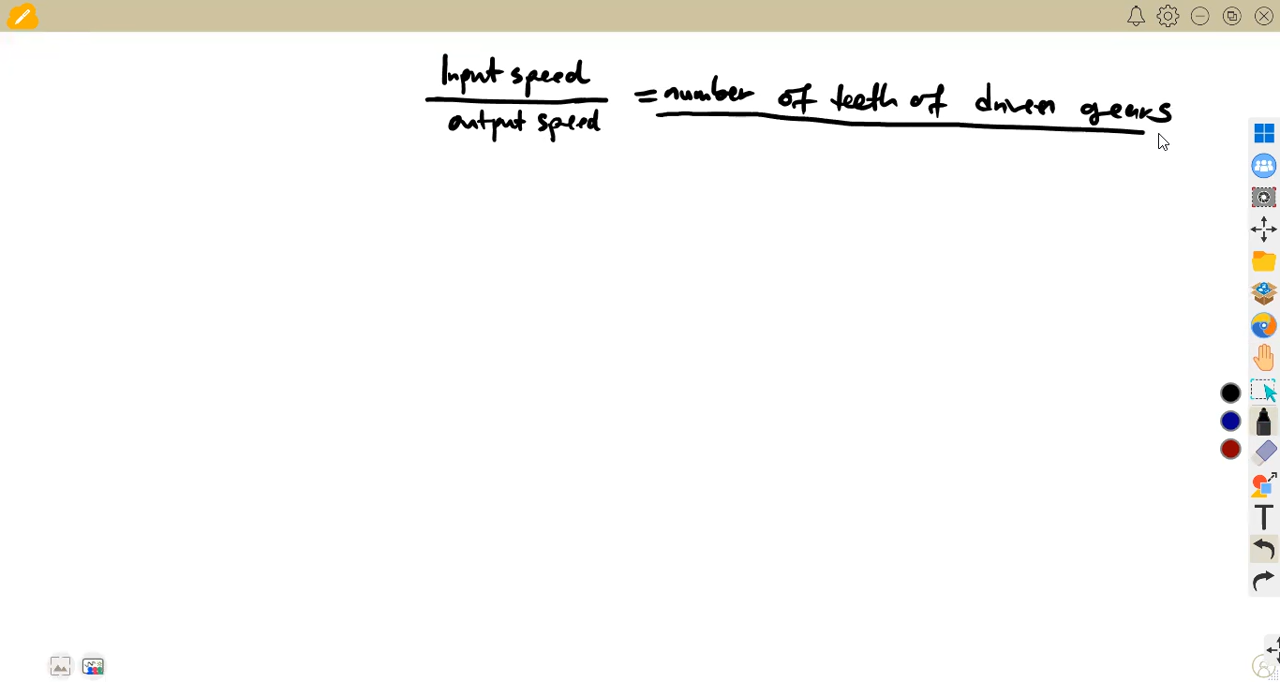 Input speed
output speed
= number of teeth of driven gears
T